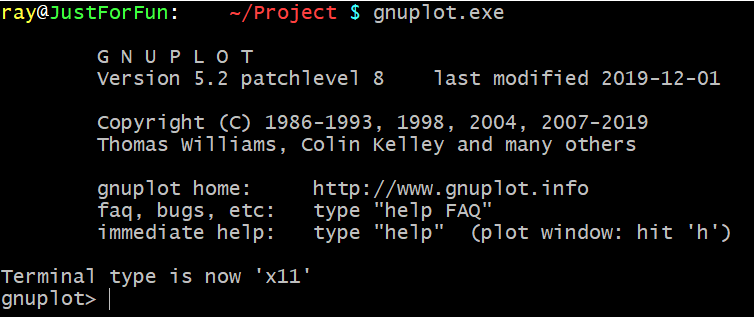 ray@JustForFun:    ~/Project $ gnuplot.exe
G N U P L O T
Version 5.2 patchlevel 8    last modified 2019-12-01
Copyright (C) 1986-1993, 1998, 2004, 2007-2019
Thomas Williams, Colin Kelley and many others
gnuplot home:     http://www.gnuplot.info
faq, bugs, etc:   type "help FAQ"
immediate help:   type "help"  (plot window: hit 'h')
Terminal type is now 'x11'
gnuplot>